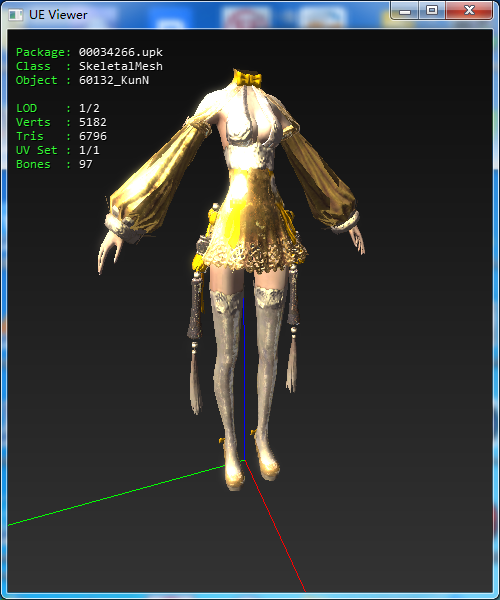 UE Viewer
Package: 00034266.upk
Class : SkeletalMesh
Object : 60132_KunN
LOD : 1/2
Verts : 5182
Tris : 6796
UV Set : 1/1
Bones : 97